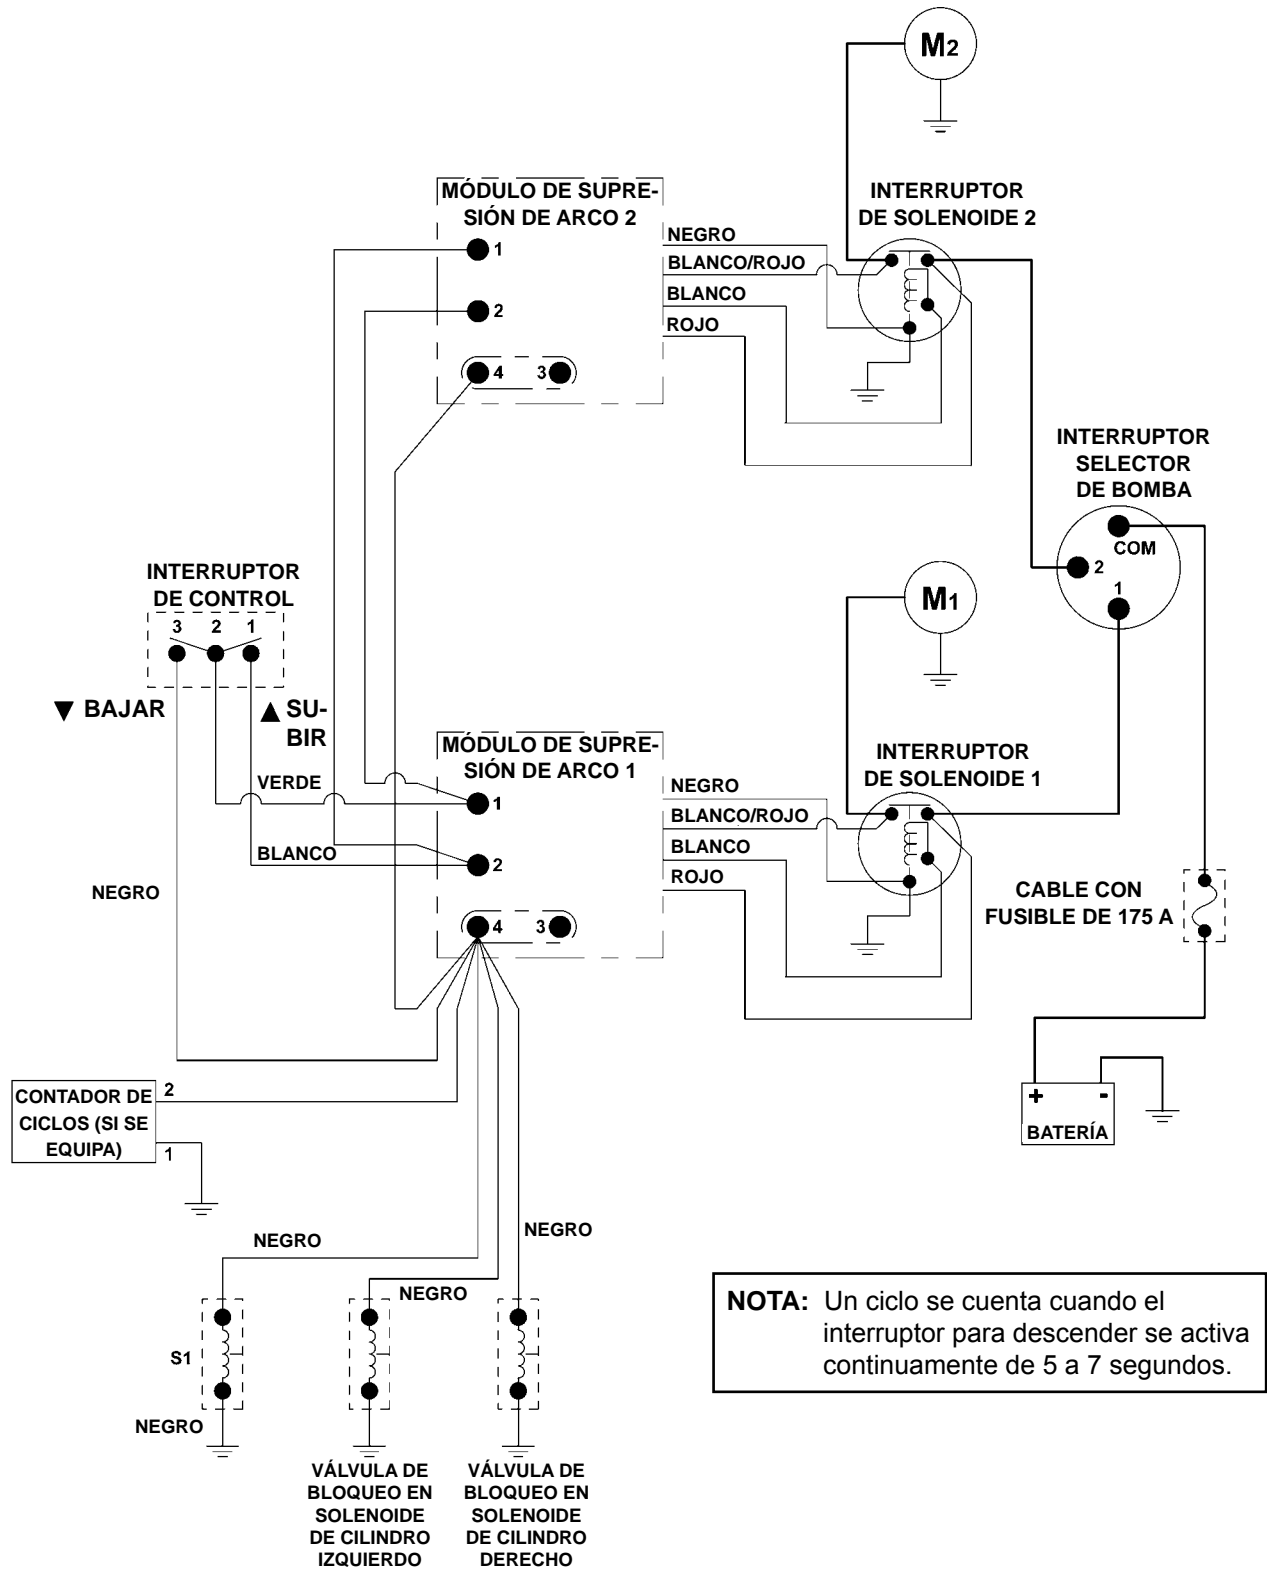 M2
MÓDULO DE SUPRE-
SIÓN DE ARCO 2
INTERRUPTOR
DE SOLENOIDE 2
NEGRO
1
BLANCO/ROJO
BLANCO
2
ROJO
4
3
INTERRUPTOR
SELECTOR
DE BOMBA
COM
2
1
INTERRUPTOR
DE CONTROL
3 2 1
M1
▼ BAJAR
▲ SU-
BIR
MÓDULO DE SUPRE-
SIÓN DE ARCO 1
INTERRUPTOR
DE SOLENOIDE 1
VERDE
NEGRO
1
BLANCO/ROJO
BLANCO
BLANCO
2
ROJO
NEGRO
CABLE CON
FUSIBLE DE 175 A
4
3
CONTADOR DE
CICLOS (SI SE
EQUIPA)
2
1
+ -
BATERÍA
NEGRO
NEGRO
NEGRO
S1
NEGRO
VÁLVULA DE
BLOQUEO EN
SOLENOIDE
DE CILINDRO
IZQUIERDO
VÁLVULA DE
BLOQUEO EN
SOLENOIDE
DE CILINDRO
DERECHO
NOTA: Un ciclo se cuenta cuando el
interruptor para descender se activa
continuamente de 5 a 7 segundos.